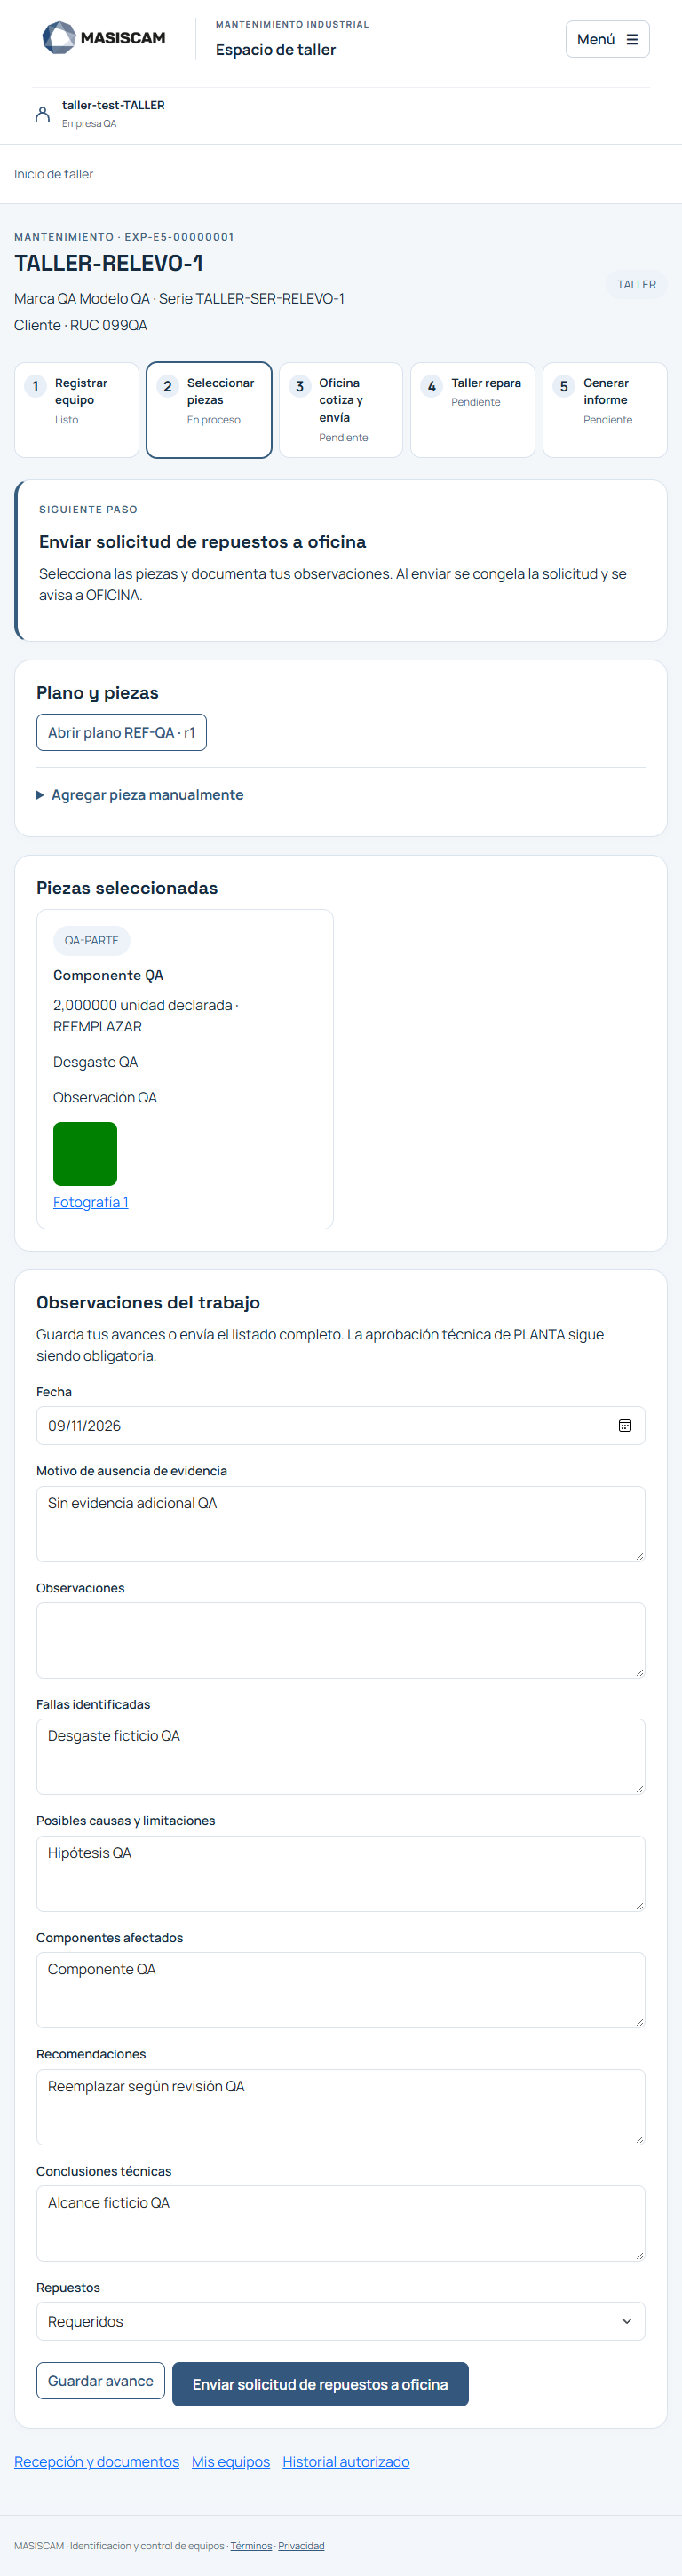 MASISCAM
MANTENIMIENTO INDUSTRIAL
Espacio de taller
Menú ☰
taller-test-TALLER
Empresa QA
Inicio de taller
MANTENIMIENTO · EXP-E5-00000001
TALLER-RELEVO-1
Marca QA Modelo QA · Serie TALLER-SER-RELEVO-1
Cliente · RUC 099QA
TALLER
1 Registrar equipo
Listo
2 Seleccionar piezas
En proceso
3 Oficina cotiza y envía
Pendiente
4 Taller repara
Pendiente
5 Generar informe
Pendiente
SIGUIENTE PASO
Enviar solicitud de repuestos a oficina
Selecciona las piezas y documenta tus observaciones. Al enviar se congela la solicitud y se
avisa a OFICINA.
Plano y piezas
Abrir plano REF-QA · r1
▶ Agregar pieza manualmente
Piezas seleccionadas
QA-PARTE
Componente QA
2,000000 unidad declarada ·
REEMPLAZAR
Desgaste QA
Observación QA
Fotografía 1
Observaciones del trabajo
Guarda tus avances o envía el listado completo. La aprobación técnica de PLANTA sigue
siendo obligatoria.
Fecha
09/11/2026
Motivo de ausencia de evidencia
Sin evidencia adicional QA
Observaciones
Fallas identificadas
Desgaste ficticio QA
Posibles causas y limitaciones
Hipótesis QA
Componentes afectados
Componente QA
Recomendaciones
Reemplazar según revisión QA
Conclusiones técnicas
Alcance ficticio QA
Repuestos
Requeridos
Guardar avance
Enviar solicitud de repuestos a oficina
Recepción y documentos Mis equipos Historial autorizado
MASISCAM · Identificación y control de equipos · Términos · Privacidad